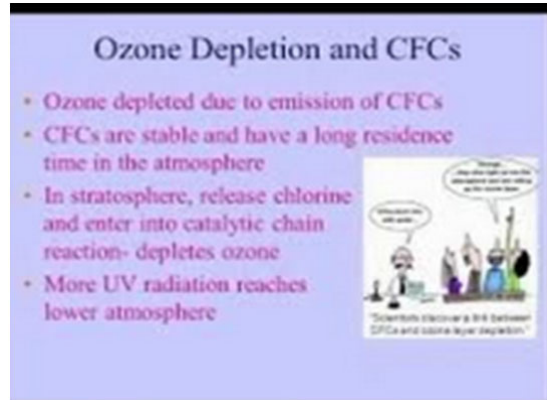 Ozone Depletion and CFCs
• Ozone depleted due to emission of CFCs
• CFCs are stable and have a long residence
time in the atmosphere
• In stratosphere, release chlorine
and enter into catalytic chain
reaction- depletes ozone
• More UV radiation reaches
lower atmosphere
"Scientists discover a link between
CFCs and ozone layer depletion."